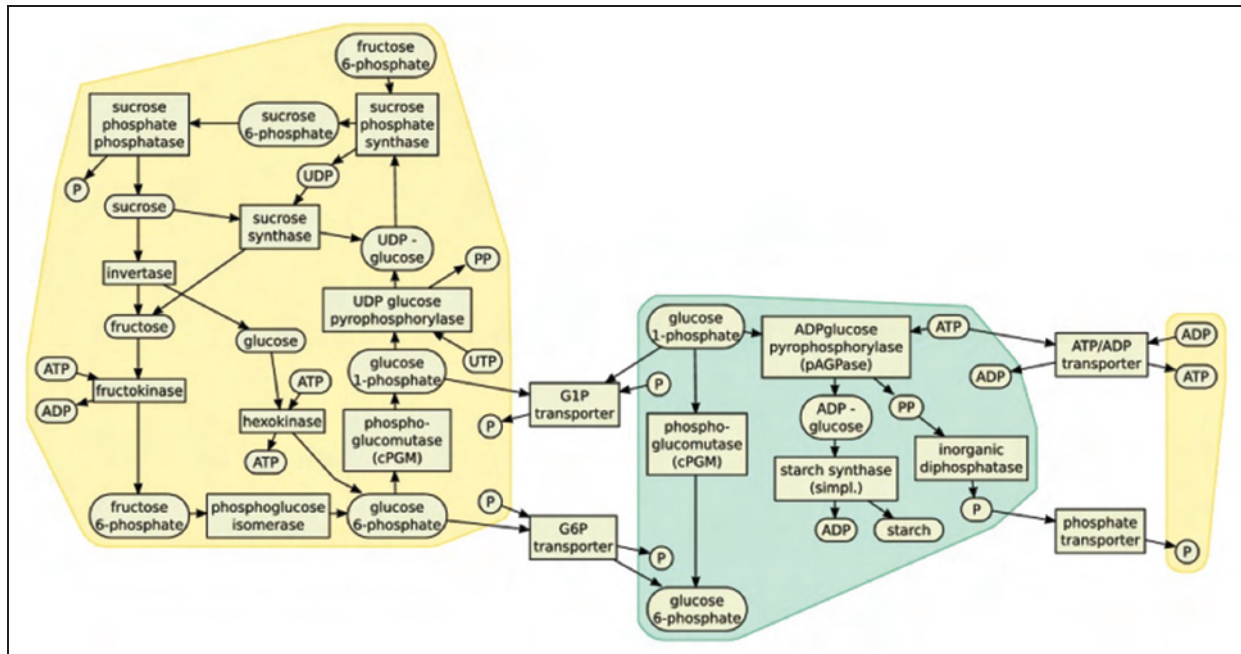 fructose
6-phosphate
sucrose
phosphate
phosphatase
sucrose
6-phosphate
sucrose
phosphate
synthase
P
UDP
sucrose
sucrose
synthase
UDP -
glucose
PP
invertase
UDP glucose
pyrophosphorylase
fructose
glucose
UTP
ATP
fructokinase
ADP
ATP
hexokinase
ATP
glucose
1-phosphate
phospho-
glucomutase
(cPGM)
fructose
6-phosphate
phosphoglucose
isomerase
glucose
6-phosphate
P
G1P
transporter
P
P
G6P
transporter
P
glucose
1-phosphate
ADPglucose
pyrophosphorylase
(pAGPase)
ATP
ADP
ATP/ADP
transporter
ADP
ATP
phospho-
glucomutase
(cPGM)
ADP -
glucose
PP
starch synthase
(simpl.)
inorganic
diphosphatase
ADP
starch
P
phosphate
transporter
P
glucose
6-phosphate